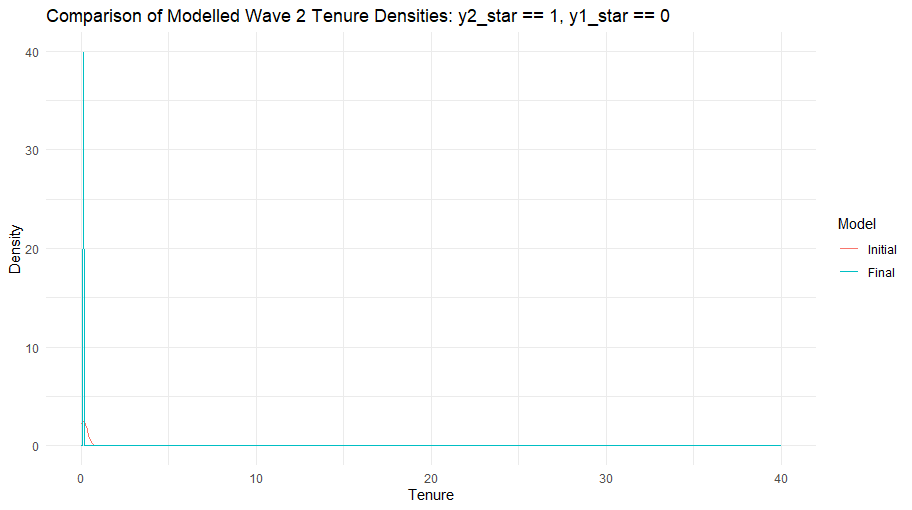 Comparison of Modelled Wave 2 Tenure Densities: y2_star == 1, y1_star == 0
40
30
20
10
0
Density
0 10 20 30 40
Tenure
Model
Initial
Final